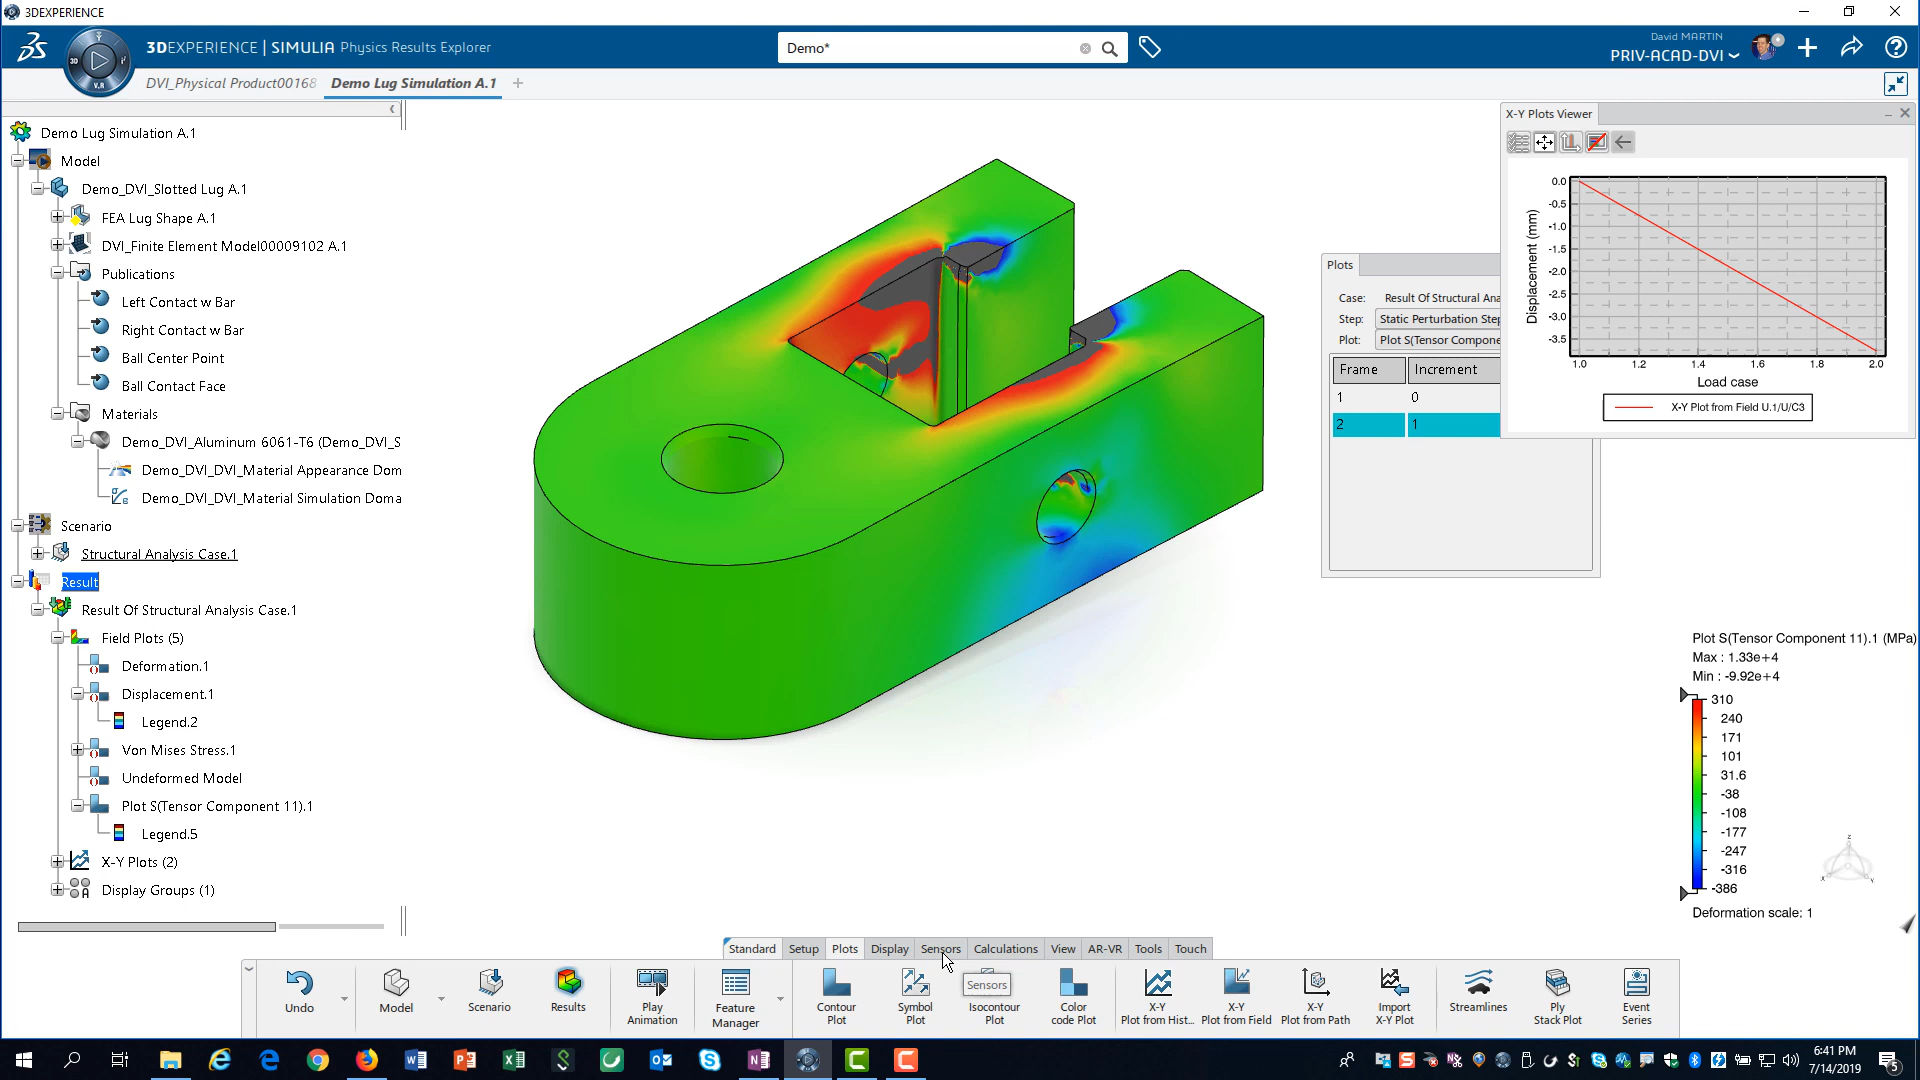 3DEXPERIENCE
3DEXPERIENCE | SIMULIA Physics Results Explorer
Demo*
David MARTIN
PRIV-ACAD-DVI
3D
V.R
DVI_Physical Product00168
Demo Lug Simulation A.1
Demo Lug Simulation A.1
Model
Demo_DVI_Slotted Lug A.1
FEA Lug Shape A.1
DVI_Finite Element Model00009102 A.1
Publications
Left Contact w Bar
Right Contact w Bar
Ball Center Point
Ball Contact Face
Materials
Demo_DVI_Aluminum 6061-T6 (Demo_DVI_S
Demo_DVI_DVI_Material Appearance Dom
Demo_DVI_DVI_Material Simulation Doma
Scenario
Structural Analysis Case.1
Result
Result Of Structural Analysis Case.1
Field Plots (5)
Deformation.1
Displacement.1
Legend.2
Von Mises Stress.1
Undeformed Model
Plot S(Tensor Component 11).1
Legend.5
X-Y Plots (2)
Display Groups (1)
X-Y Plots Viewer
0.0
-0.5
-1.0
-1.5
-2.0
-2.5
-3.0
-3.5
Displacement (mm)
1.0 1.2 1.4 1.6 1.8 2.0
Load case
X-Y Plot from Field U.1/U/C3
Plots
Case: Result Of Structural Ana
Step: Static Perturbation Step
Plot: Plot S(Tensor Compone
Frame Increment
1 0
2 1
Plot S(Tensor Component 11).1 (MPa)
Max : 1.33e+4
Min : -9.92e+4
310
240
171
101
31.6
-38
-108
-177
-247
-316
-386
Deformation scale: 1
z
x
y
Standard Setup Plots Display Sensors Calculations View AR-VR Tools Touch
Sensors
Undo
Model
Scenario
Results
Play Animation
Feature Manager
Contour Plot
Symbol Plot
Isocontour Plot
Color code Plot
X-Y Plot from Hist...
X-Y Plot from Field
X-Y Plot from Path
Import X-Y Plot
Streamlines
Ply Stack Plot
Event Series
6:41 PM
7/14/2019
5